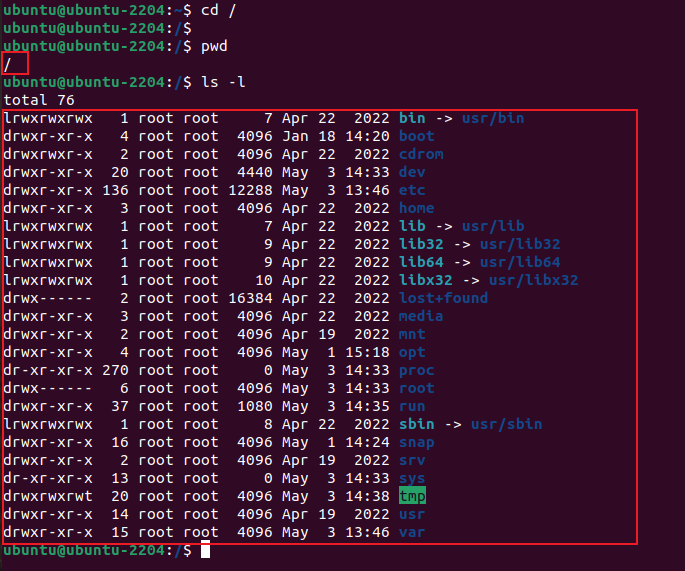 ubuntu@ubuntu-2204:~$ cd /
ubuntu@ubuntu-2204:/$
ubuntu@ubuntu-2204:/$ pwd
/
ubuntu@ubuntu-2204:/$ ls -l
total 76
lrwxrwxrwx   1 root root     7 Apr 22  2022 bin -> usr/bin
drwxr-xr-x   4 root root  4096 Jan 18 14:20 boot
drwxrwxr-x   2 root root  4096 Apr 22  2022 cdrom
drwxr-xr-x  20 root root  4440 May  3 14:33 dev
drwxr-xr-x 136 root root 12288 May  3 13:46 etc
drwxr-xr-x   3 root root  4096 Apr 22  2022 home
lrwxrwxrwx   1 root root     7 Apr 22  2022 lib -> usr/lib
lrwxrwxrwx   1 root root     9 Apr 22  2022 lib32 -> usr/lib32
lrwxrwxrwx   1 root root     9 Apr 22  2022 lib64 -> usr/lib64
lrwxrwxrwx   1 root root    10 Apr 22  2022 libx32 -> usr/libx32
drwx------   2 root root 16384 Apr 22  2022 lost+found
drwxr-xr-x   3 root root  4096 Apr 22  2022 media
drwxr-xr-x   2 root root  4096 Apr 19  2022 mnt
drwxr-xr-x   4 root root  4096 May  1 15:18 opt
dr-xr-xr-x 270 root root     0 May  3 14:33 proc
drwx------   6 root root  4096 May  3 14:33 root
drwxr-xr-x  37 root root  1080 May  3 14:35 run
lrwxrwxrwx   1 root root     8 Apr 22  2022 sbin -> usr/sbin
drwxr-xr-x  16 root root  4096 May  1 14:24 snap
drwxr-xr-x   2 root root  4096 Apr 19  2022 srv
dr-xr-xr-x  13 root root     0 May  3 14:33 sys
drwxrwxrwt  20 root root  4096 May  3 14:38 tmp
drwxr-xr-x  14 root root  4096 Apr 19  2022 usr
drwxr-xr-x  15 root root  4096 May  3 13:46 var
ubuntu@ubuntu-2204:/$